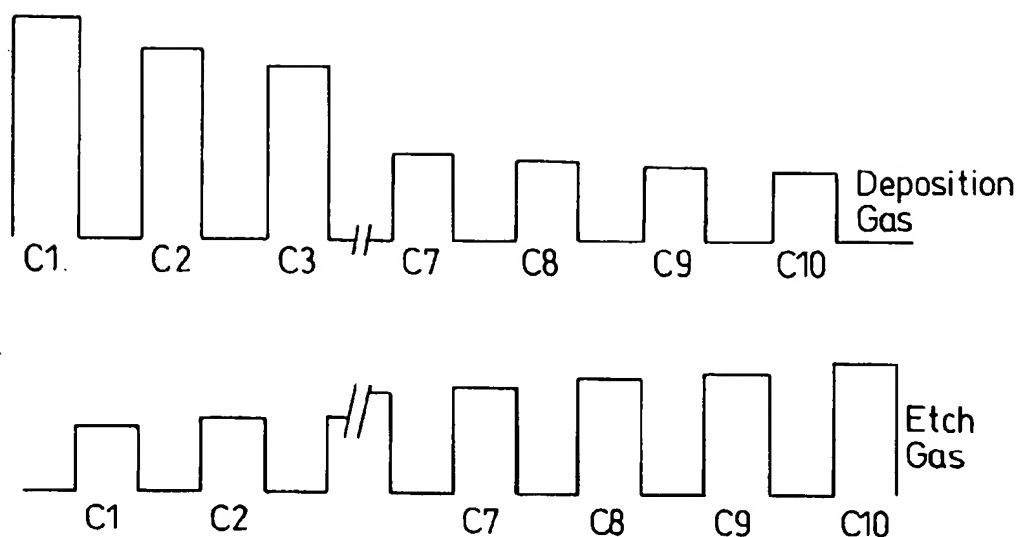 Deposition
Gas
C1. C2 C3 C7 C8 C9 C10
Etch
Gas
C1 C2 C7 C8 C9 C10